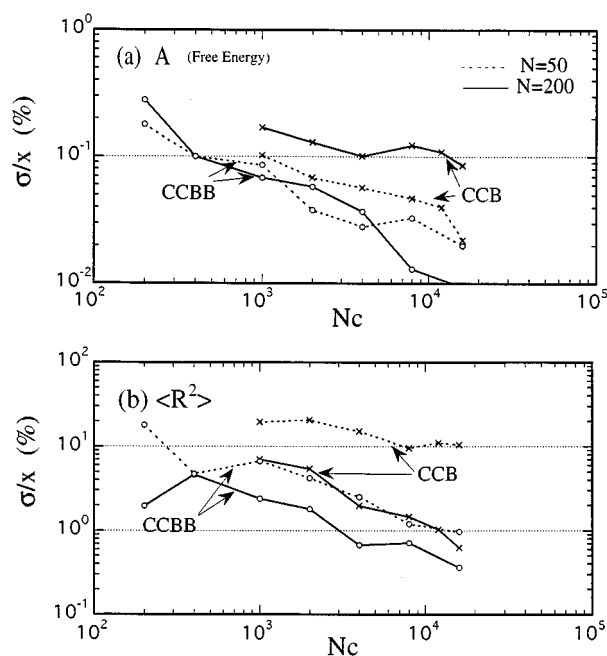 10^0
(a) A (Free Energy)
N=50
N=200
σ/x (%)
10^-1
CCBB
CCB
10^-2
10^2 10^3 10^4 10^5
Nc
10^2
(b) <R^2>
10^1
σ/x (%)
CCB
CCBB
10^0
10^-1
10^2 10^3 10^4 10^5
Nc